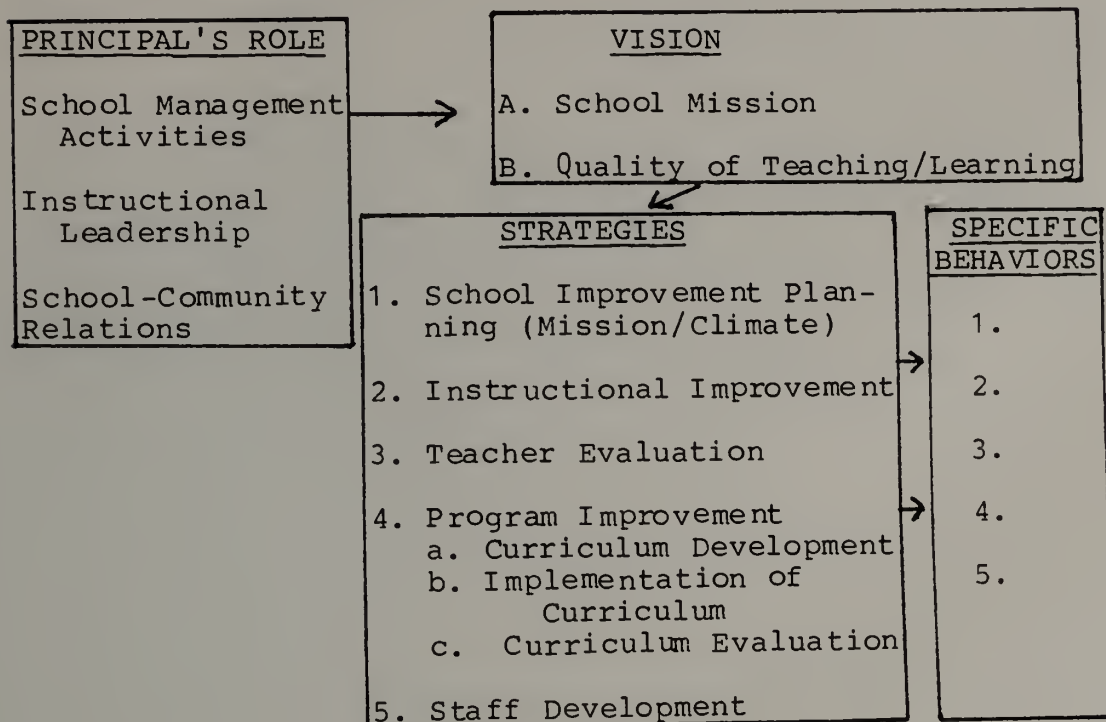 PRINCIPAL'S ROLE
School Management
Activities
Instructional
Leadership
School-Community
Relations
VISION
A. School Mission
B. Quality of Teaching/Learning
STRATEGIES
1. School Improvement Plan-
ning (Mission/Climate)
2. Instructional Improvement
3. Teacher Evaluation
4. Program Improvement
a. Curriculum Development
b. Implementation of
Curriculum
c. Curriculum Evaluation
5. Staff Development
SPECIFIC
BEHAVIORS
1.
2.
3.
4.
5.